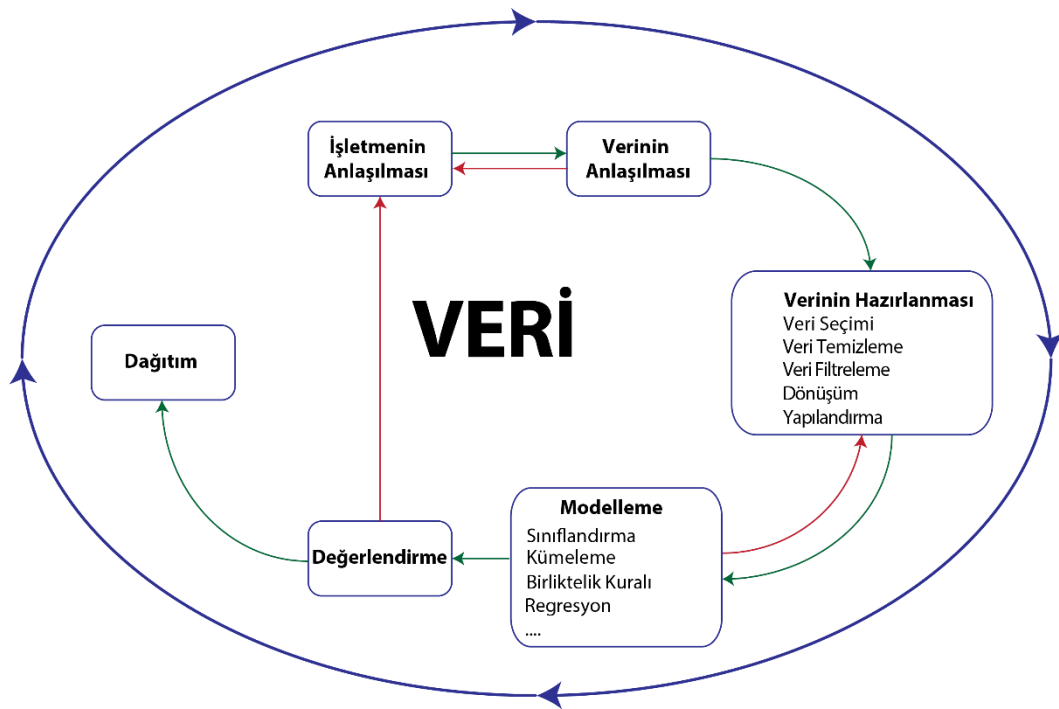 İşletmenin
Anlaşılması
Verinin
Anlaşılması
VERİ
Verinin Hazırlanması
Veri Seçimi
Veri Temizleme
Veri Filtreleme
Dönüşüm
Yapılandırma
Dağıtım
Modelleme
Sınıflandırma
Kümeleme
Birliktelik Kuralı
Regresyon
....
Değerlendirme